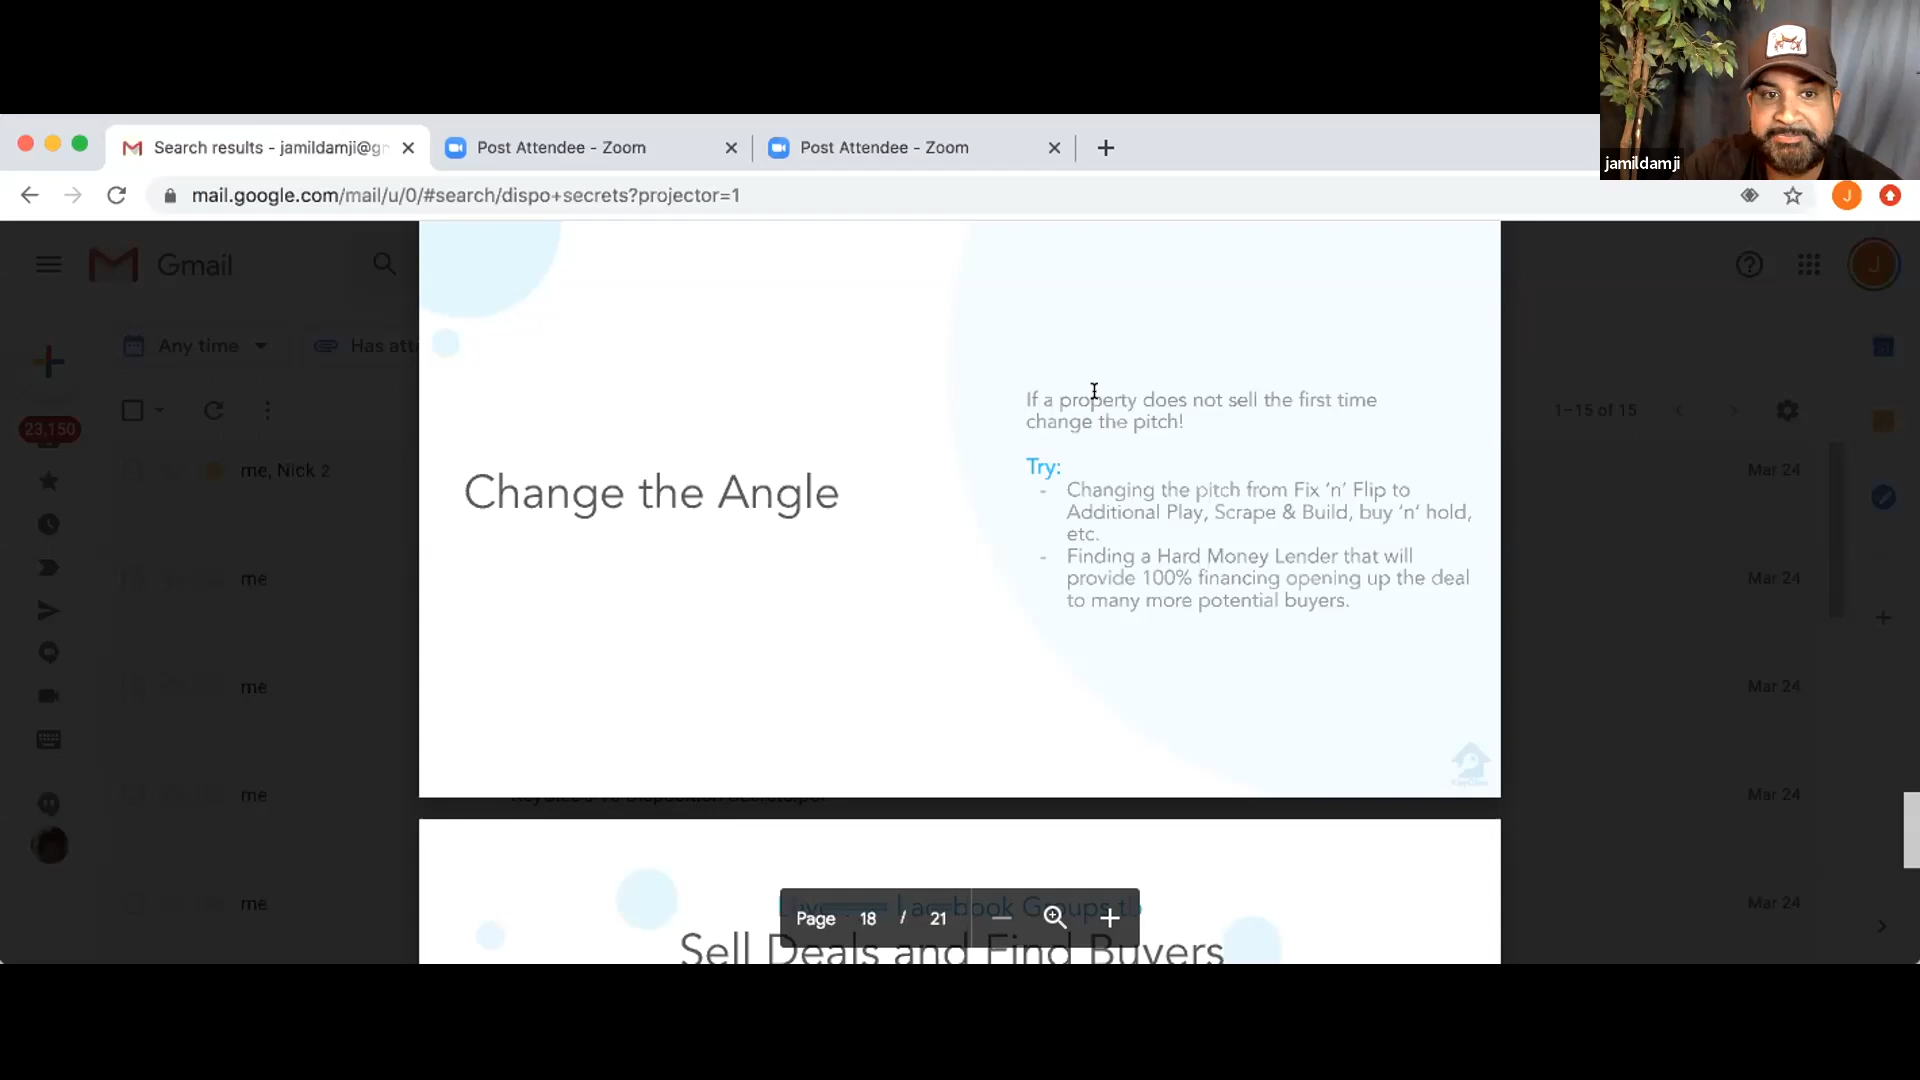 jamildamji
Search results - jamildamji@gm
Post Attendee - Zoom
Post Attendee - Zoom
mail.google.com/mail/u/0/#search/dispo+secrets?projector=1
J
Gmail
J
Any time
Has att
If a property does not sell the first time
change the pitch!
1–15 of 15
23,150
Try:
me, Nick 2
Mar 24
Change the Angle
- Changing the pitch from Fix ‘n’ Flip to
Additional Play, Scrape & Build, buy ‘n’ hold,
etc.
- Finding a Hard Money Lender that will
provide 100% financing opening up the deal
to many more potential buyers.
me
Mar 24
me
Mar 24
me
Mar 24
me
Mar 24
Facebook Groups
Page 18 / 21
Sell Deals and Find Buyers